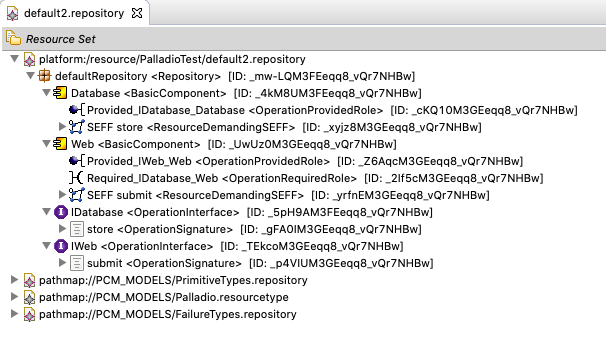 default2.repository
Resource Set
platform:/resource/PalladioTest/default2.repository
defaultRepository <Repository> [ID: _mw-LQM3FEeqq8_vQr7NHBw]
Database <BasicComponent> [ID: _4kM8UM3FEeqq8_vQr7NHBw]
Provided_IDatabase_Database <OperationProvidedRole> [ID: _cKQ10M3GEeqq8_vQr7NHBw]
SEFF store <ResourceDemandingSEFF> [ID: _xyjz8M3GEeqq8_vQr7NHBw]
Web <BasicComponent> [ID: _UwUz0M3GEeqq8_vQr7NHBw]
Provided_IWeb_Web <OperationProvidedRole> [ID: _Z6AqcM3GEeqq8_vQr7NHBw]
Required_IDatabase_Web <OperationRequiredRole> [ID: _2If5cM3GEeqq8_vQr7NHBw]
SEFF submit <ResourceDemandingSEFF> [ID: _yrfnEM3GEeqq8_vQr7NHBw]
IDatabase <OperationInterface> [ID: _5pH9AM3FEeqq8_vQr7NHBw]
store <OperationSignature> [ID: _gFA0IM3GEeqq8_vQr7NHBw]
IWeb <OperationInterface> [ID: _TEkcoM3GEeqq8_vQr7NHBw]
submit <OperationSignature> [ID: _p4VIUM3GEeqq8_vQr7NHBw]
pathmap://PCM_MODELS/PrimitiveTypes.repository
pathmap://PCM_MODELS/Palladio.resourcetype
pathmap://PCM_MODELS/FailureTypes.repository